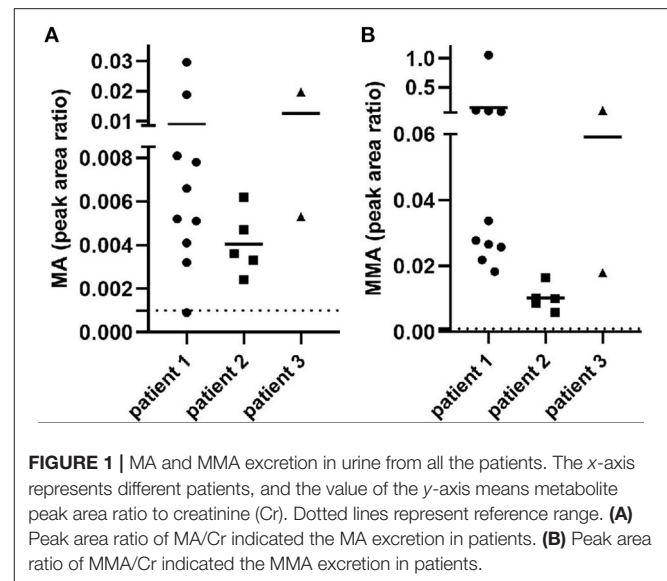 A
MA (peak area ratio)
0.03
0.02
0.01
0.008
0.006
0.004
0.002
0.000
patient 1
patient 2
patient 3
B
MMA (peak area ratio)
1.0
0.5
0.06
0.04
0.02
0.00
patient 1
patient 2
patient 3
FIGURE 1 | MA and MMA excretion in urine from all the patients. The x-axis
represents different patients, and the value of the y-axis means metabolite
peak area ratio to creatinine (Cr). Dotted lines represent reference range. (A)
Peak area ratio of MA/Cr indicated the MA excretion in patients. (B) Peak area
ratio of MMA/Cr indicated the MMA excretion in patients.